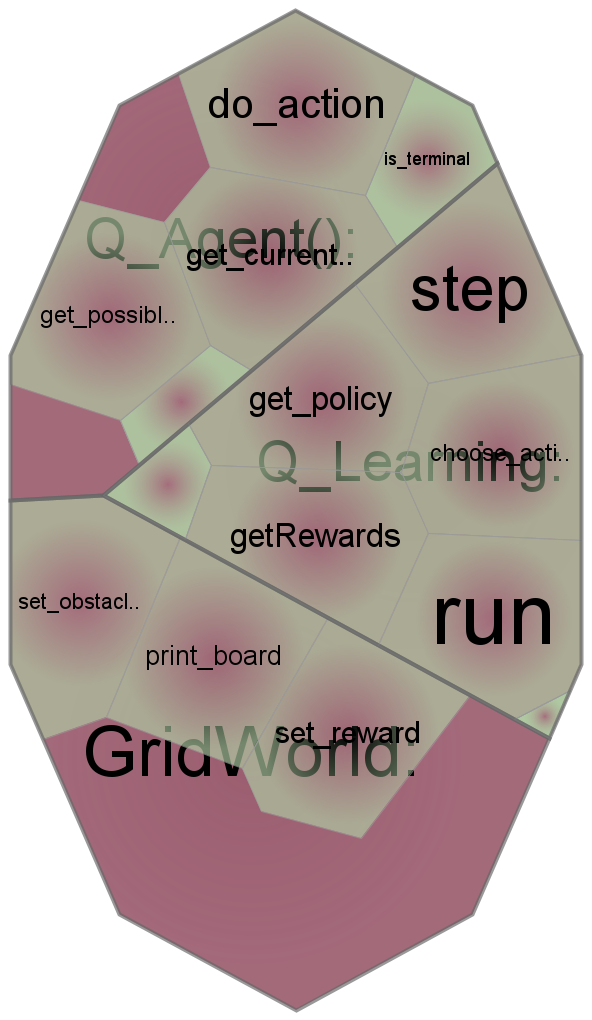 do_action
is_terminal
Q_Agent():
get_current..
step
get_possibl..
get_policy
choose_acti..
Q_Learning:
getRewards
set_obstacl..
run
print_board
set_reward
GridWorld: